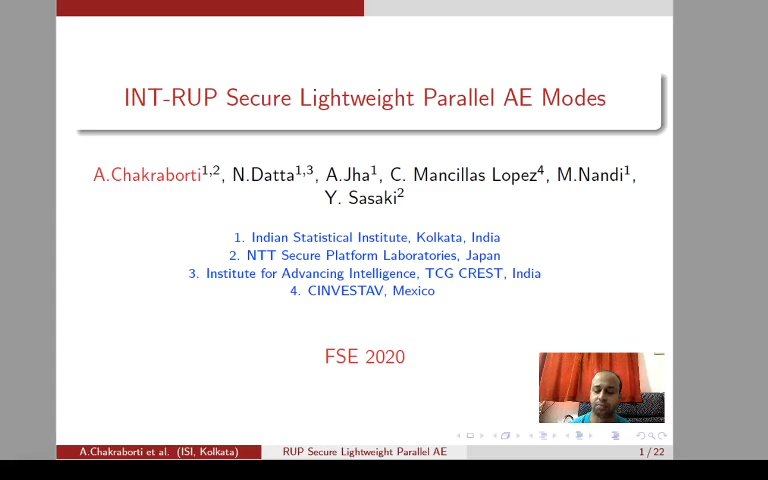 INT-RUP Secure Lightweight Parallel AE Modes
A.Chakraborti1,2, N.Datta1,3, A.Jha1, C. Mancillas Lopez4, M.Nandi1,
Y. Sasaki2
1. Indian Statistical Institute, Kolkata, India
2. NTT Secure Platform Laboratories, Japan
3. Institute for Advancing Intelligence, TCG CREST, India
4. CINVESTAV, Mexico
FSE 2020
A.Chakraborti et al. (ISI, Kolkata)
RUP Secure Lightweight Parallel AE
1 / 22